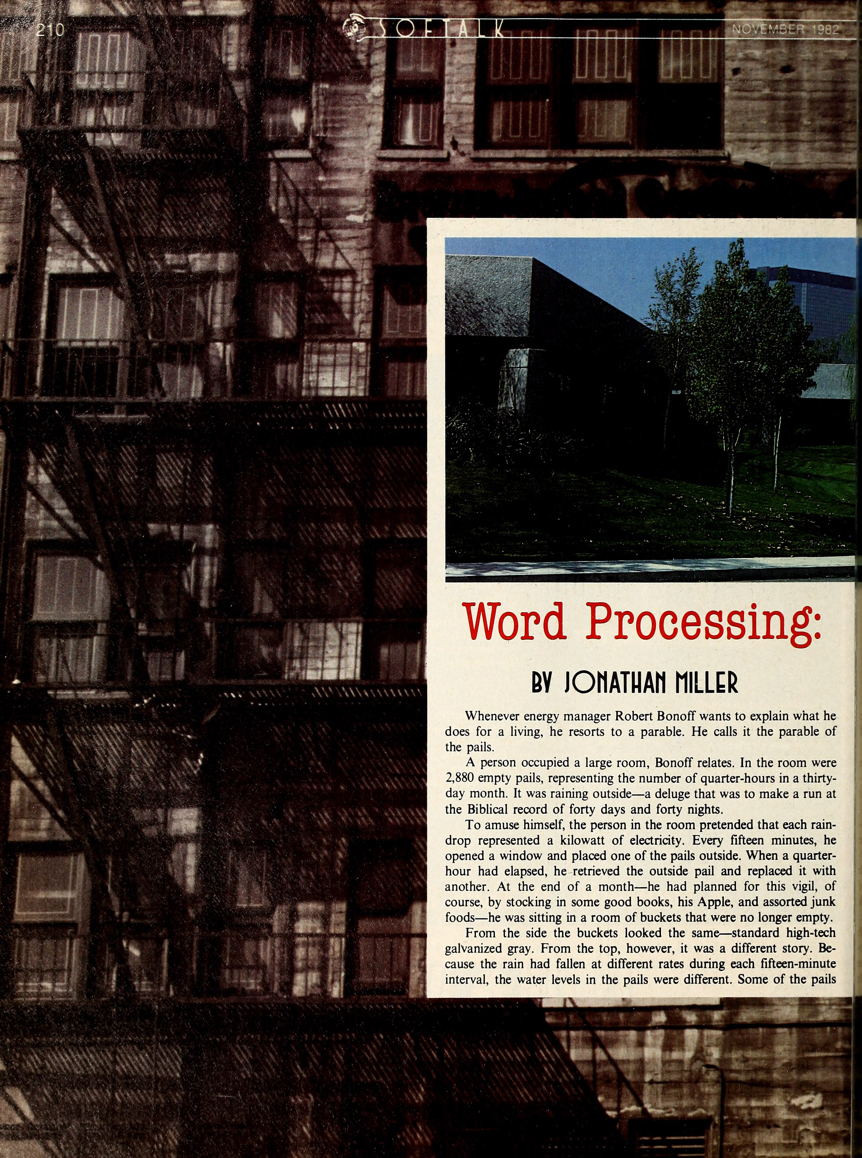 210
SOFTALK
NOVEMBER 1982
Word Processing:
BY JONATHAN MILLER
Whenever energy manager Robert Bonoff wants to explain what he
does for a living, he resorts to a parable. He calls it the parable of
the pails.
A person occupied a large room, Bonoff relates. In the room were
2,880 empty pails, representing the number of quarter-hours in a thirty-
day month. It was raining outside—a deluge that was to make a run at
the Biblical record of forty days and forty nights.
To amuse himself, the person in the room pretended that each rain-
drop represented a kilowatt of electricity. Every fifteen minutes, he
opened a window and placed one of the pails outside. When a quarter-
hour had elapsed, he retrieved the outside pail and replaced it with
another. At the end of a month—he had planned for this vigil, of
course, by stocking in some good books, his Apple, and assorted junk
foods—he was sitting in a room of buckets that were no longer empty.
From the side the buckets looked the same—standard high-tech
galvanized gray. From the top, however, it was a different story. Be-
cause the rain had fallen at different rates during each fifteen-minute
interval, the water levels in the pails were different. Some of the pails